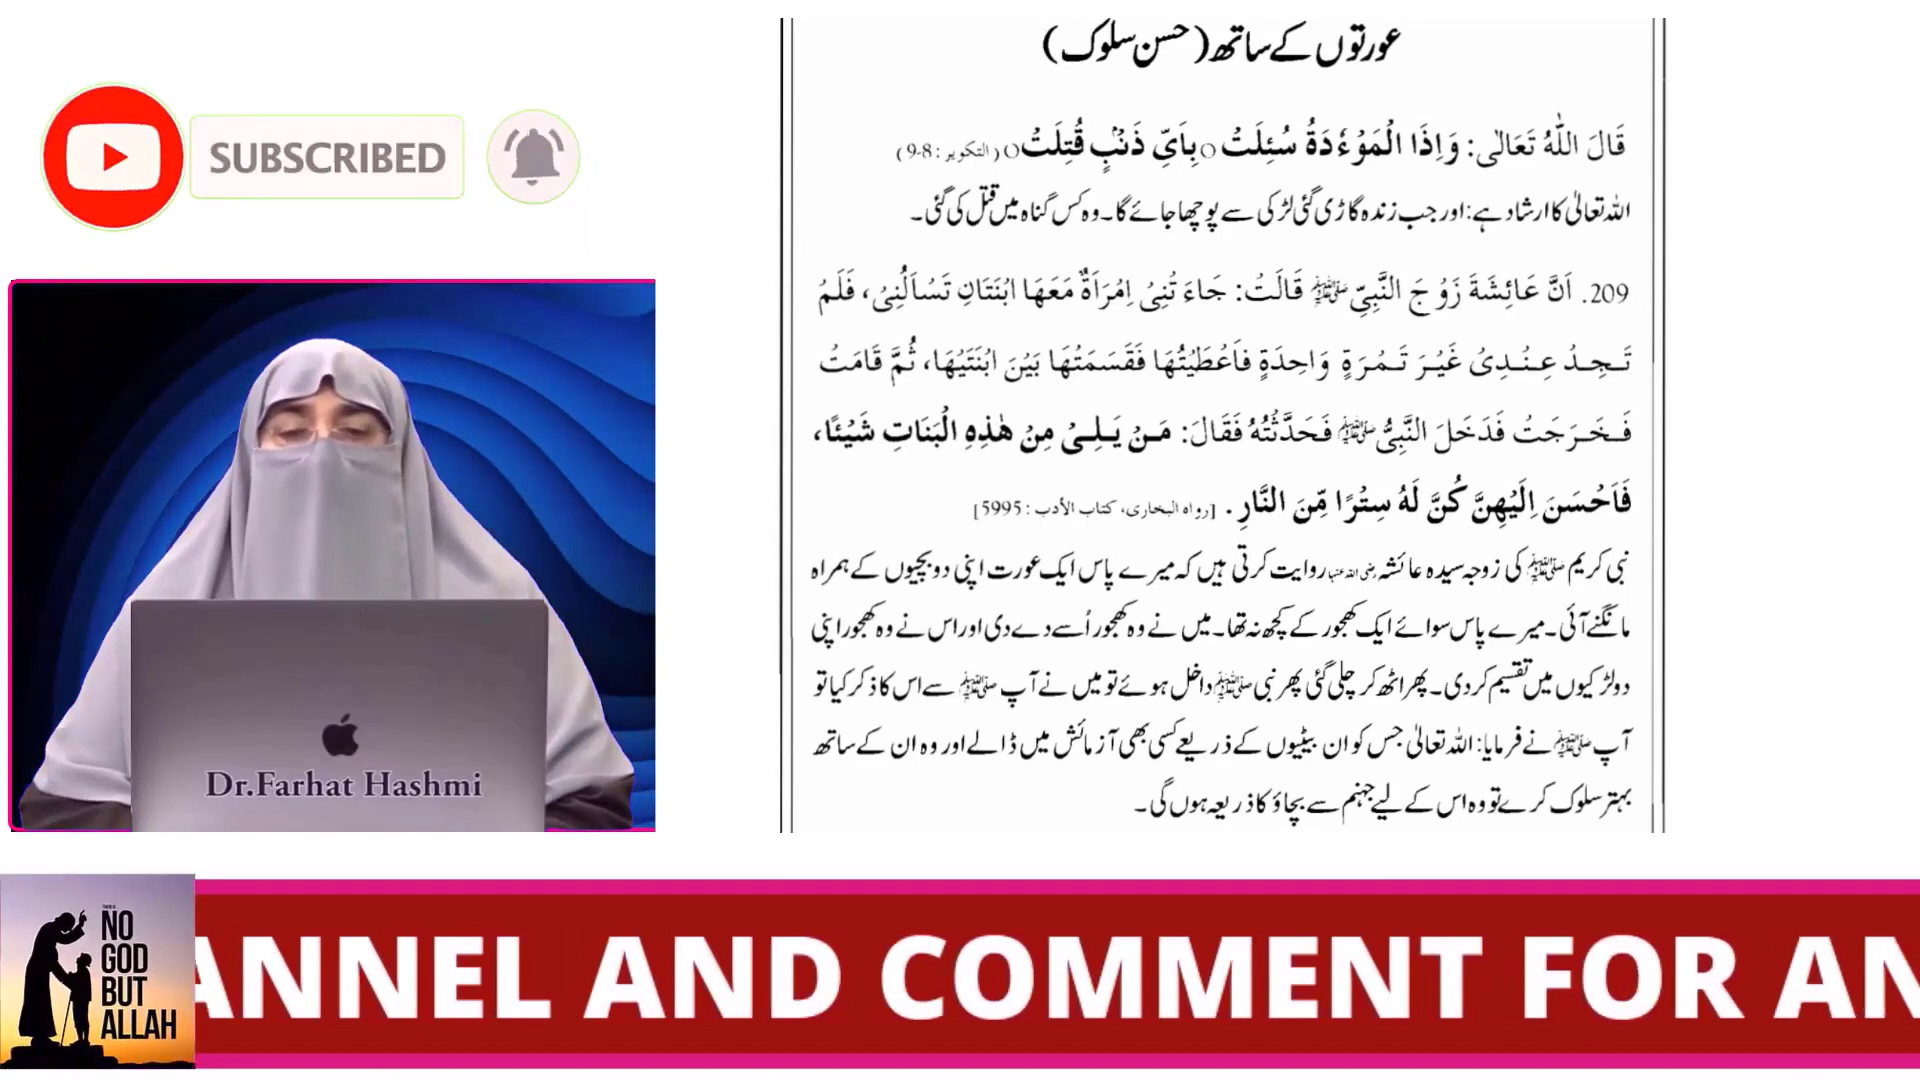 SUBSCRIBED
Dr.Farhat Hashmi
عورتوں کے ساتھ (حسن سلوک)
قَالَ اللّٰهُ تَعَالٰی: وَاِذَا الْمَوْءٗدَةُ سُئِلَتْ ○ بِاَيِّ ذَنْۢبٍ قُتِلَتْ ○ (التكوير: 8-9)
اللہ تعالیٰ کا ارشاد ہے: اور جب زندہ گاڑی گئی لڑکی سے پوچھا جائے گا۔ وہ کس گناہ میں قتل کی گئی۔
209. اَنَّ عَائِشَةَ زَوْجَ النَّبِيِّ ﷺ قَالَتْ: جَاءَ تْنِیْ اِمْرَاَةٌ مَعَهَا ابْنَتَانِ تَسْاَلُنِیْ، فَلَمْ
تَجِدْ عِنْدِیْ غَيْرَ تَمْرَةٍ وَاحِدَةٍ فَاَعْطَيْتُهَا فَقَسَمَتْهَا بَيْنَ ابْنَتَيْهَا، ثُمَّ قَامَتْ
فَخَرَجَتْ فَدَخَلَ النَّبِيُّ ﷺ فَحَدَّثْتُهُ فَقَالَ: مَنْ يَلِیْ مِنْ هٰذِهِ الْبَنَاتِ شَيْئًا،
فَاَحْسَنَ اِلَيْهِنَّ كُنَّ لَهُ سِتْرًا مِّنَ النَّارِ. [رواه البخاری، كتاب الأدب: 5995]
نبی کریم ﷺ کی زوجہ سیدہ عائشہ رضی اللہ عنہا روایت کرتی ہیں کہ میرے پاس ایک عورت اپنی دو بچیوں کے ہمراہ
مانگنے آئی۔ میرے پاس سوائے ایک کھجور کے کچھ نہ تھا۔ میں نے وہ کھجور اُسے دے دی اور اس نے وہ کھجور اپنی
دو لڑکیوں میں تقسیم کر دی۔ پھر اٹھ کر چلی گئی پھر نبی ﷺ داخل ہوئے تو میں نے آپ ﷺ سے اس کا ذکر کیا تو
آپ ﷺ نے فرمایا: اللہ تعالیٰ جس کو ان بیٹیوں کے ذریعے کسی بھی آزمائش میں ڈالے اور وہ ان کے ساتھ
بہتر سلوک کرے تو وہ اس کے لیے جہنم سے بچاؤ کا ذریعہ ہوں گی۔
NO
GOD
BUT
ALLAH
ANNEL AND COMMENT FOR AN